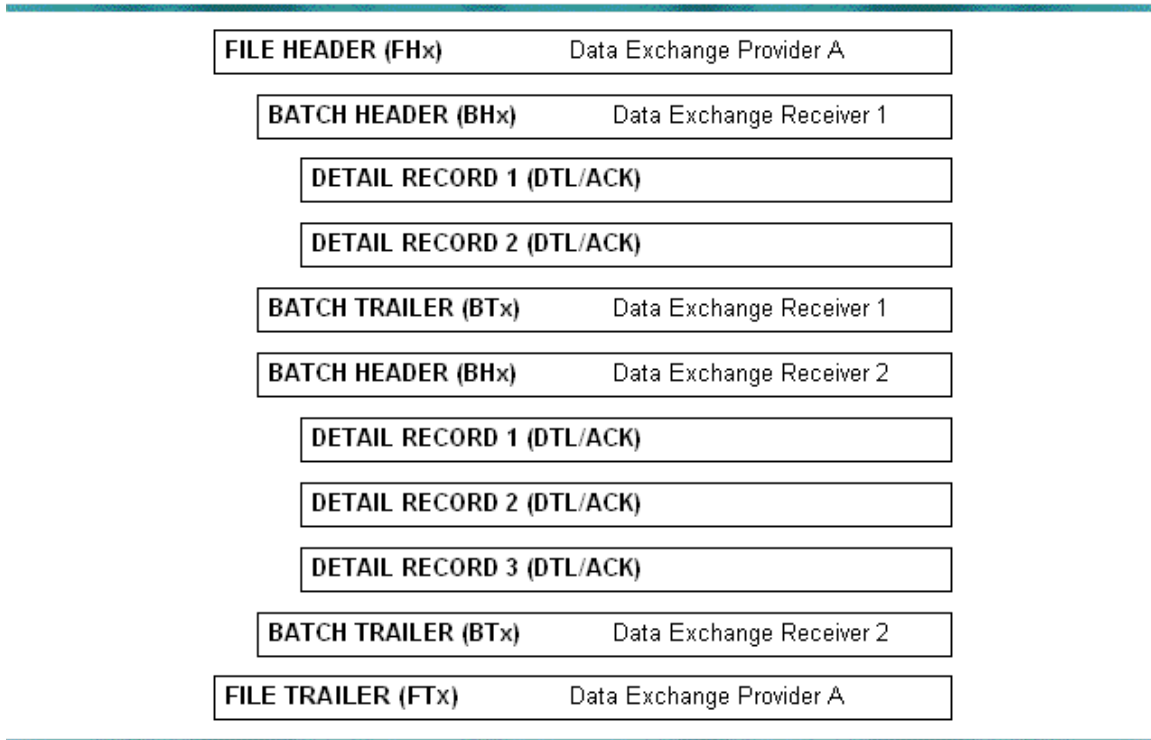 FILE HEADER (FHx) Data Exchange Provider A
BATCH HEADER (BHx) Data Exchange Receiver 1
DETAIL RECORD 1 (DTL/ACK)
DETAIL RECORD 2 (DTL/ACK)
BATCH TRAILER (BTx) Data Exchange Receiver 1
BATCH HEADER (BHx) Data Exchange Receiver 2
DETAIL RECORD 1 (DTL/ACK)
DETAIL RECORD 2 (DTL/ACK)
DETAIL RECORD 3 (DTL/ACK)
BATCH TRAILER (BTx) Data Exchange Receiver 2
FILE TRAILER (FTx) Data Exchange Provider A